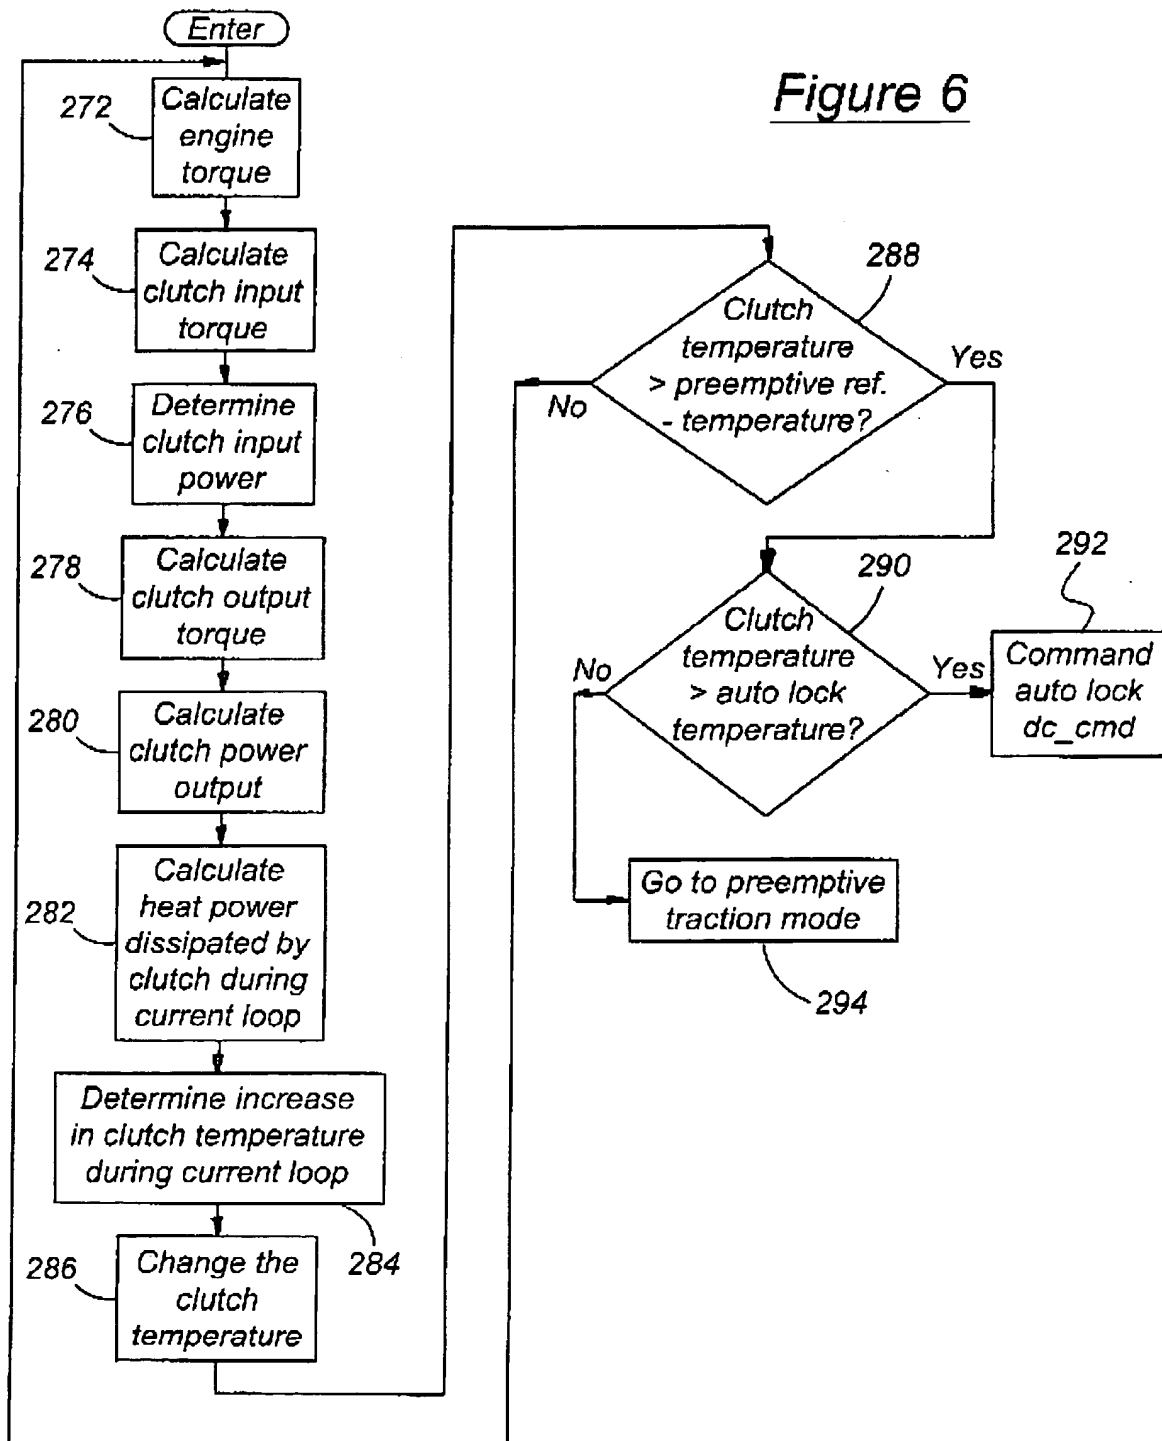 Enter
Figure 6
272
Calculate
engine
torque
274
Calculate
clutch input
torque
276
Determine
clutch input
power
278
Calculate
clutch output
torque
280
Calculate
clutch power
output
282
Calculate
heat power
dissipated by
clutch during
current loop
Determine increase
in clutch temperature
during current loop
284
286
Change the
clutch
temperature
288
Clutch
temperature
> preemptive ref.
- temperature?
No
Yes
290
Clutch
temperature
> auto lock
temperature?
No
Yes
292
Command
auto lock
dc_cmd
Go to preemptive
traction mode
294